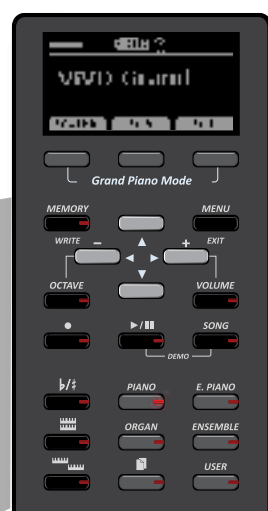 Grand Piano Mode
MEMORY MENU
WRITE − + EXIT
OCTAVE VOLUME
SONG
DEMO
♭/♯ PIANO E. PIANO
ORGAN ENSEMBLE
USER